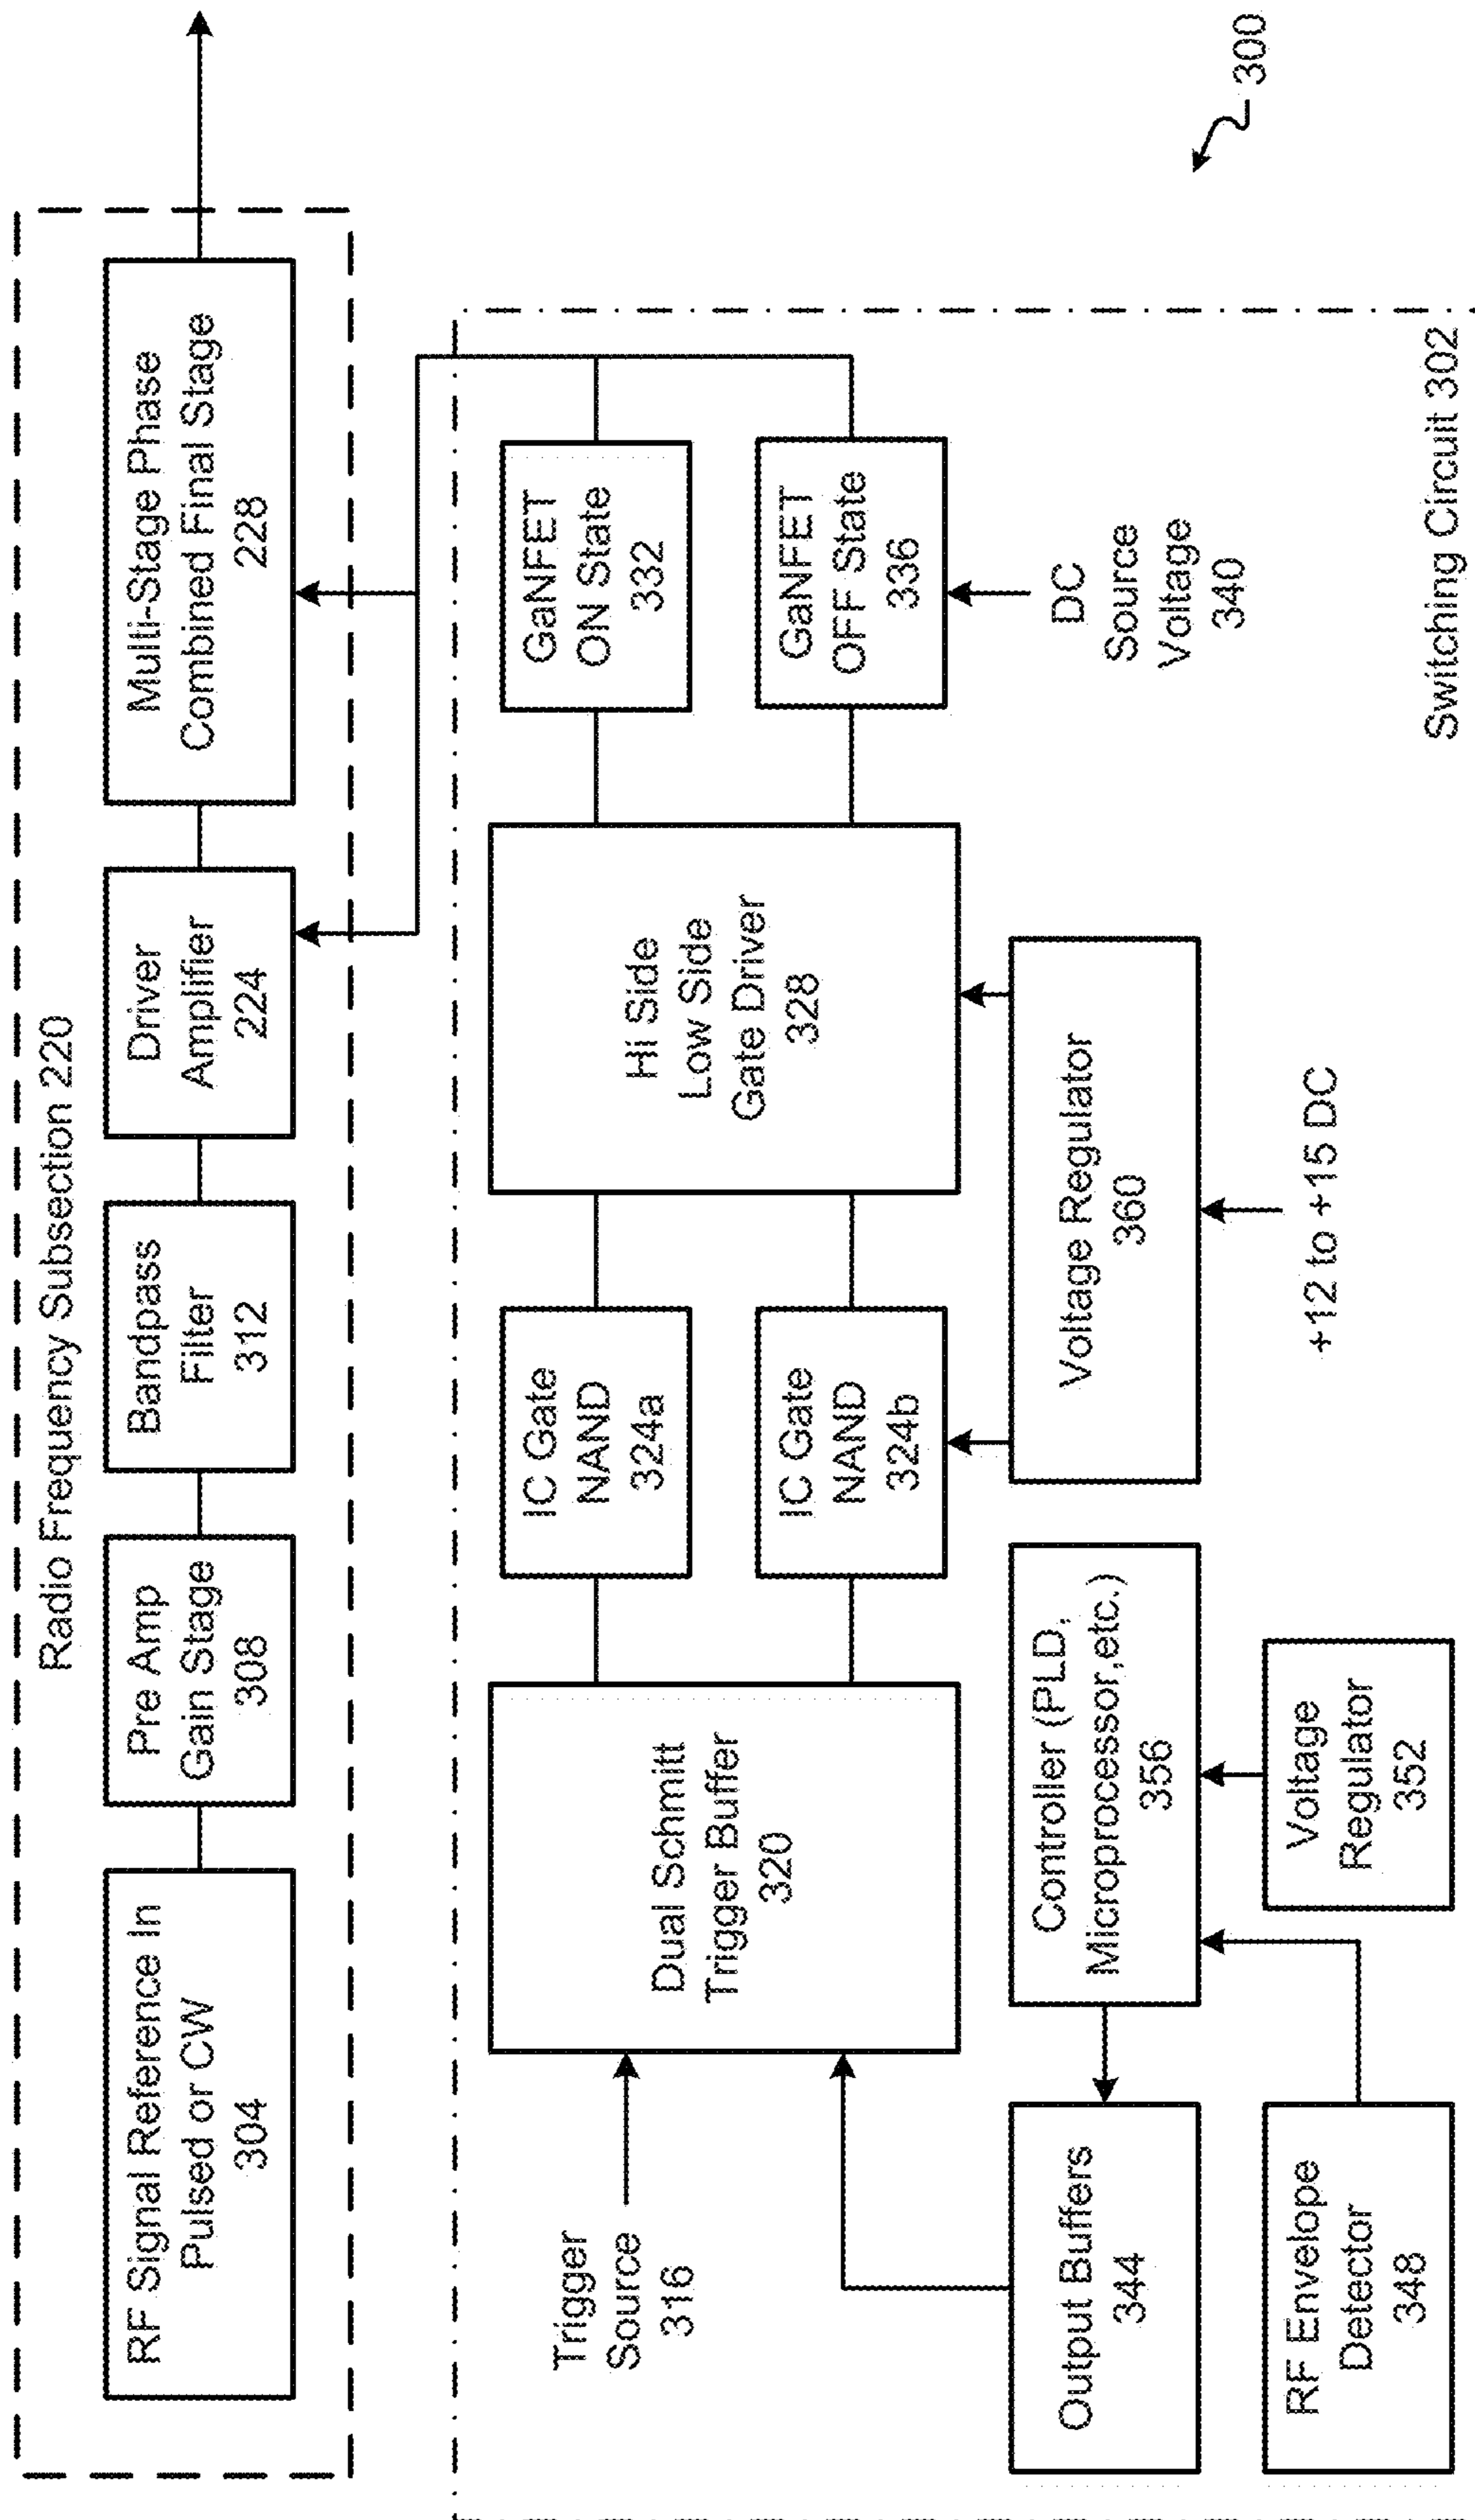 Radio Frequency Subsection 220
RF Signal Reference In
Pulsed or CW
304
Pre Amp
Gain Stage
308
Bandpass
Filter
312
Driver
Amplifier
224
Multi-Stage Phase
Combined Final Stage
228
Trigger
Source
316
Dual Schmitt
Trigger Buffer
320
IC Gate
NAND
324a
IC Gate
NAND
324b
Hi Side
Low Side
Gate Driver
328
GaNFET
ON State
332
GaNFET
OFF State
336
DC
Source
Voltage
340
Output Buffers
344
RF Envelope
Detector
348
Controller (PLD,
Microprocessor,etc.)
356
Voltage
Regulator
352
Voltage Regulator
360
+12 to +15 DC
Switching Circuit 302
300